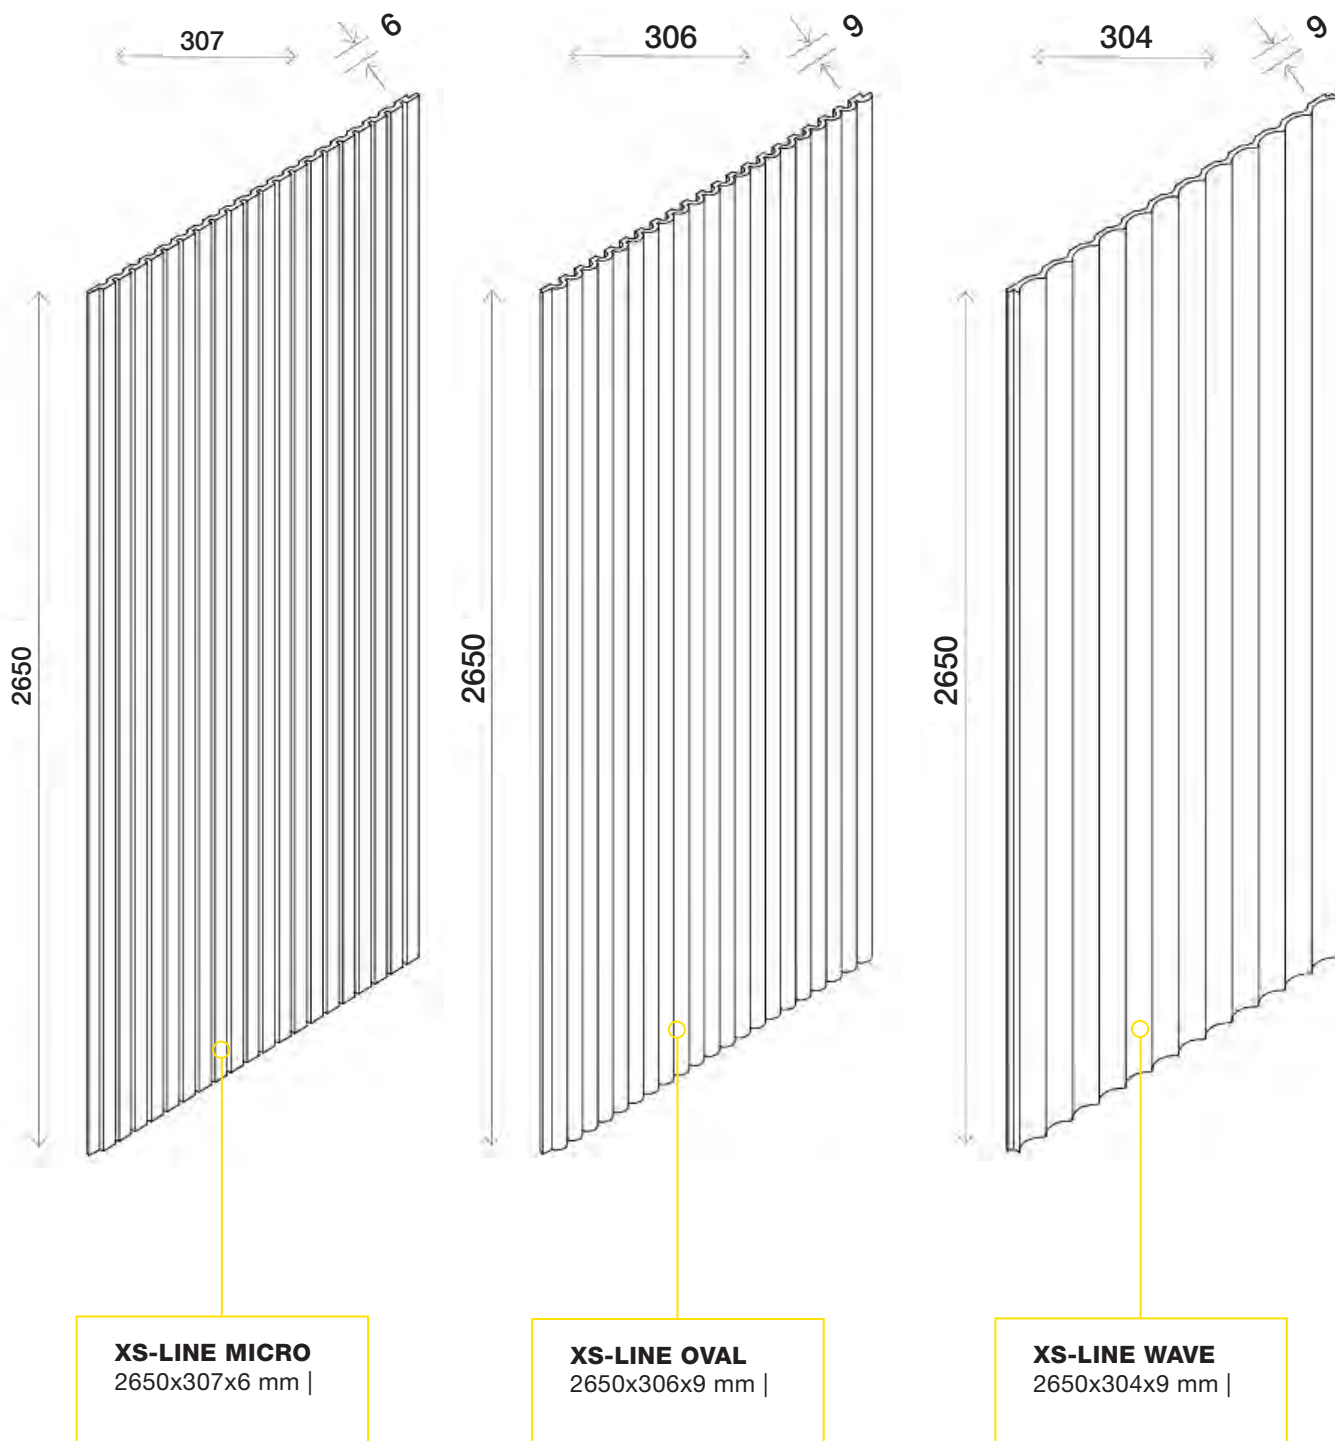 307
6
306
9
304
9
2650
2650
2650
XS-LINE MICRO
2650x307x6 mm |
XS-LINE OVAL
2650x306x9 mm |
XS-LINE WAVE
2650x304x9 mm |